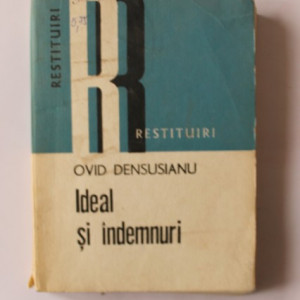 RESTITUIRI
R
RESTITUIRI
OVID DENSUSIANU
Ideal
și îndemnuri